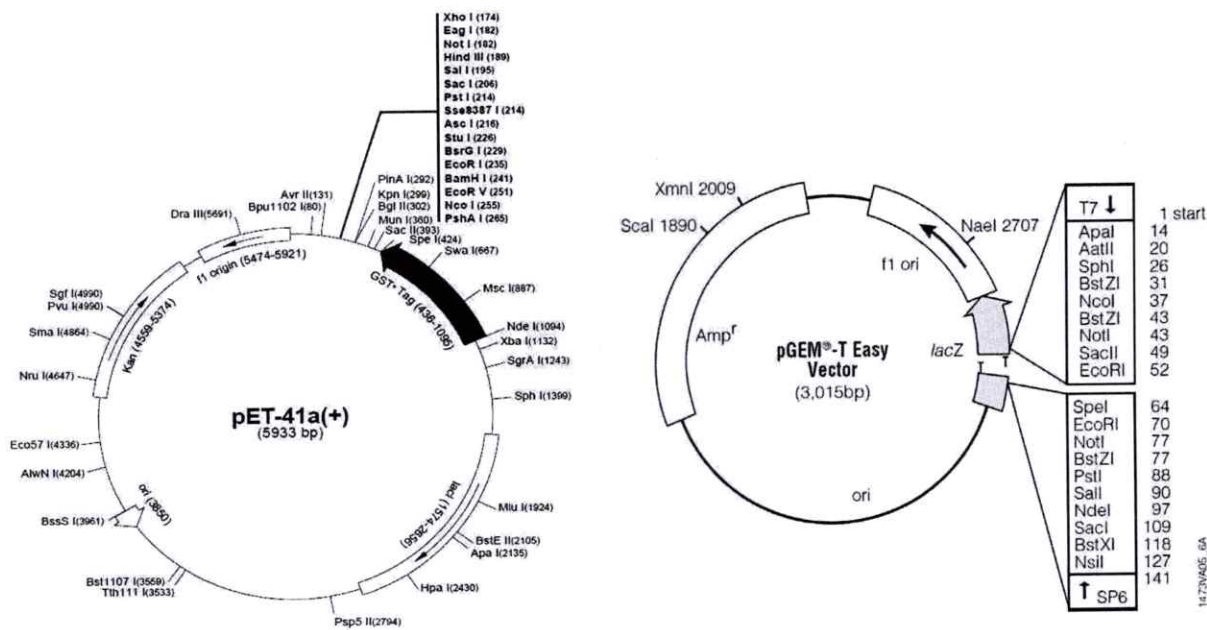 Xho I (174)
Eag I (182)
Not I (182)
Hind III (189)
Sal I (195)
Sac I (206)
Pst I (214)
Sse8387 I (214)
Asc I (216)
Stu I (226)
BsrG I (229)
EcoR I (235)
BamH I (241)
EcoR V (251)
Nco I (255)
PshA I (265)
PinA I(292)
Kpn I(299)
Bgl II(302)
Mun I(360)
Sac II(393)
Spe I(424)
Swa I(667)
Msc I(887)
Nde I(1094)
Xba I(1132)
SgrA I(1243)
Sph I(1399)
Mlu I(1924)
BstE II(2105)
Apa I(2135)
Hpa I(2430)
Psp5 II(2794)
Tth111 I(3533)
Bst1107 I(3569)
BssS I(3961)
AlwN I(4204)
Eco57 I(4336)
Nru I(4647)
Sma I(4864)
Pvu I(4990)
Sgf I(4990)
Dra III(5691)
Bpu1102 I(80)
Avr II(131)
f1 origin (5474-5921)
Kan (4559-5374)
GST•Tag (436-1095)
lacI (1574-2656)
ori (3850)
pET-41a(+)
(5933 bp)
XmnI 2009
ScaI 1890
NaeI 2707
f1 ori
Ampʳ
pGEM®-T Easy
Vector
(3,015bp)
lacZ
T
T
ori
T7 ↓
1 start
ApaI 14
AatII 20
SphI 26
BstZI 31
NcoI 37
BstZI 43
NotI 43
SacII 49
EcoRI 52
SpeI 64
EcoRI 70
NotI 77
BstZI 77
PstI 88
SalI 90
NdeI 97
SacI 109
BstXI 118
NsiI 127
141
↑ SP6
1473VA05_6A